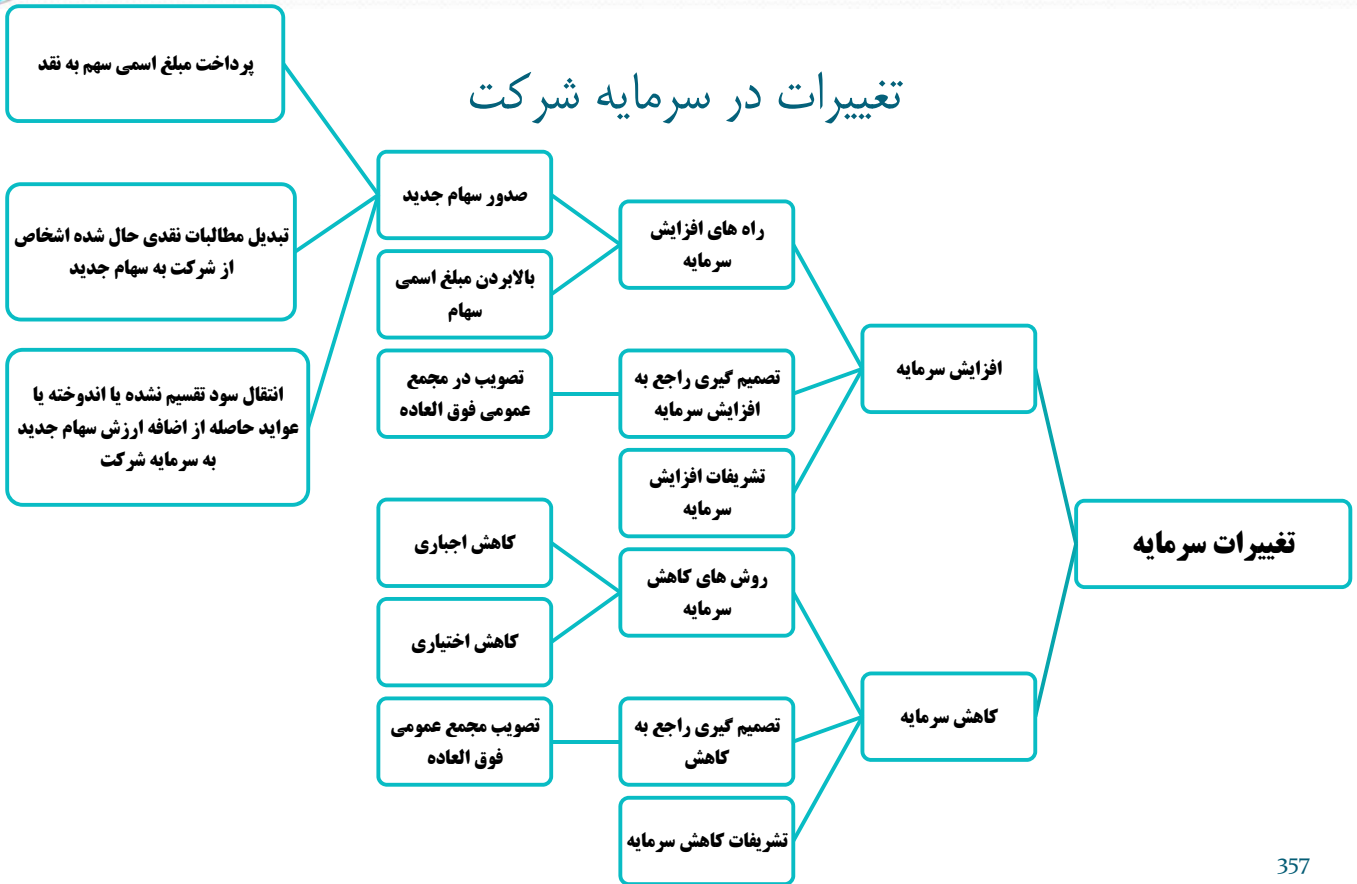 تغییرات در سرمایه شرکت
تغییرات سرمایه
افزایش سرمایه
راه های افزایش
سرمایه
صدور سهام جدید
پرداخت مبلغ اسمی سهم به نقد
تبدیل مطالبات نقدی حال شده اشخاص
از شرکت به سهام جدید
انتقال سود تقسیم نشده یا اندوخته یا
عواید حاصله از اضافه ارزش سهام جدید
به سرمایه شرکت
بالابردن مبلغ اسمی
سهام
تصمیم گیری راجع به
افزایش سرمایه
تصویب در مجمع
عمومی فوق العاده
تشریفات افزایش
سرمایه
کاهش سرمایه
روش های کاهش
سرمایه
کاهش اجباری
کاهش اختیاری
تصمیم گیری راجع به
کاهش
تصویب مجمع عمومی
فوق العاده
تشریفات کاهش سرمایه
357